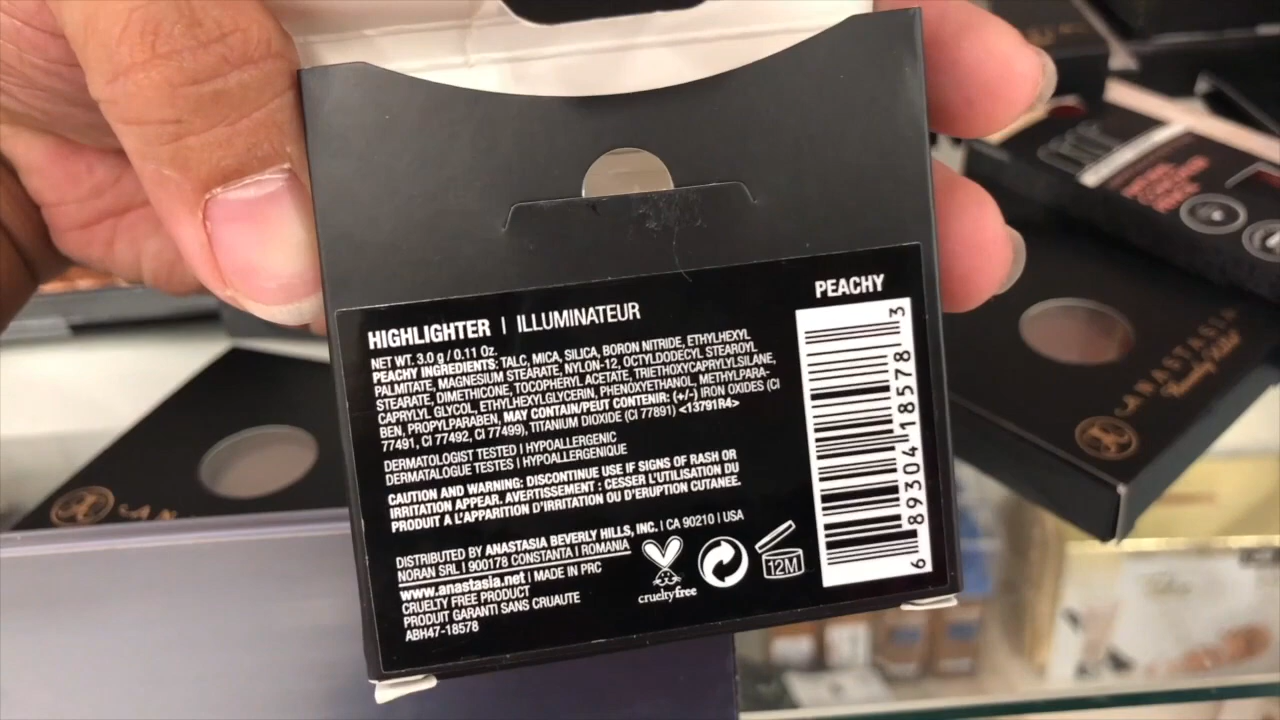 HIGHLIGHTER | ILLUMINATEUR
NET WT. 3.0 g / 0.11 Oz.
PEACHY INGREDIENTS: TALC, MICA, SILICA, BORON NITRIDE, ETHYLHEXYL
PALMITATE, MAGNESIUM STEARATE, NYLON-12, OCTYLDODECYL STEAROYL
STEARATE, DIMETHICONE, TOCOPHERYL ACETATE, TRIETHOXYCAPRYLYLSILANE,
CAPRYLYL GLYCOL, ETHYLHEXYLGLYCERIN, PHENOXYETHANOL, METHYLPARA-
BEN, PROPYLPARABEN, MAY CONTAIN/PEUT CONTENIR: (+/-) IRON OXIDES (CI
77491, CI 77492, CI 77499), TITANIUM DIOXIDE (CI 77891) <13791R4>
DERMATOLOGIST TESTED | HYPOALLERGENIC
DERMATALOGUE TESTES | HYPOALLERGENIQUE
CAUTION AND WARNING: DISCONTINUE USE IF SIGNS OF RASH OR
IRRITATION APPEAR. AVERTISSEMENT : CESSER L'UTILISATION DU
PRODUIT A L'APPARITION D'IRRITATION OU D'ERUPTION CUTANEE.
DISTRIBUTED BY ANASTASIA BEVERLY HILLS, INC. | CA 90210 | USA
NORAN SRL | 900178 CONSTANTA | ROMANIA
www.anastasia.net | MADE IN PRC
CRUELTY FREE PRODUCT
PRODUIT GARANTI SANS CRUAUTE
ABH47-18578
crueltyfree
12M
PEACHY
6 89304 18578 3
ANASTASIA
Beverly Hills
ANA